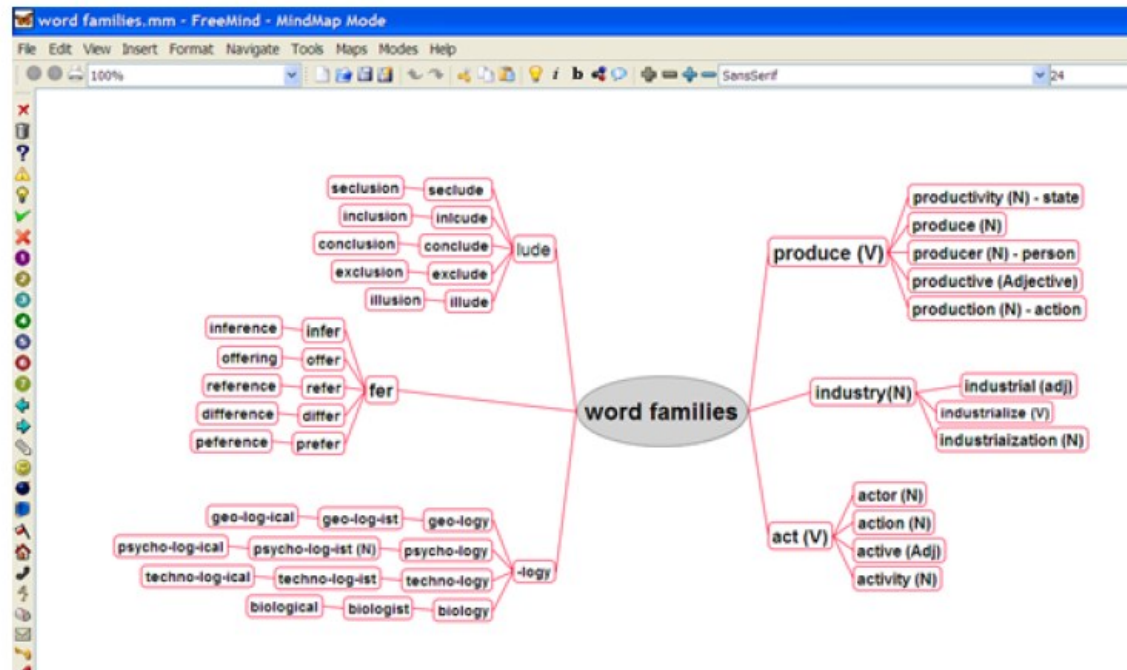 word families.mm - FreeMind - MindMap Mode
File Edit View Insert Format Navigate Tools Maps Modes Help
100% SansSerif 24
seclusion seclude
inclusion inlcude
conclusion conclude
exclusion exclude
illusion illude
lude
inference infer
offering offer
reference refer
difference differ
peference prefer
fer
geo-log-ical geo-log-ist geo-logy
psycho-log-ical psycho-log-ist (N) psycho-logy
techno-log-ical techno-log-ist techno-logy
biological biologist biology
-logy
word families
produce (V)
productivity (N) - state
produce (N)
producer (N) - person
productive (Adjective)
production (N) - action
industry(N)
industrial (adj)
industrialize (V)
industriaization (N)
act (V)
actor (N)
action (N)
active (Adj)
activity (N)